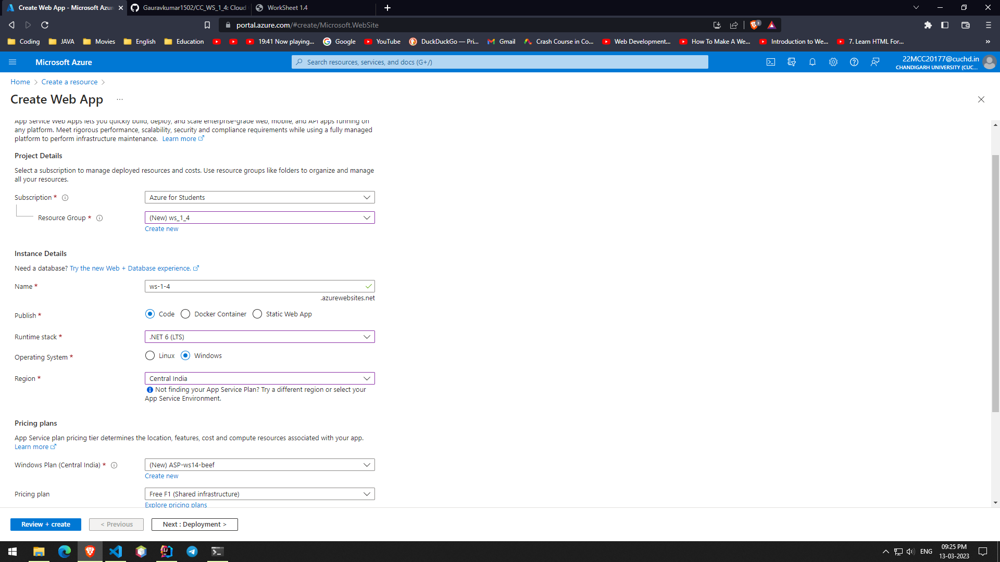 Create Web App - Microsoft Azur
Gauravkumar1502/CC_WS_1_4: Cloud
WorkSheet 1.4
portal.azure.com/#create/Microsoft.WebSite
3
Coding
JAVA
Movies
English
Education
19:41 Now playing...
Google
YouTube
DuckDuckGo — Pri...
Gmail
Crash Course in Co...
Web Development...
How To Make A We...
Introduction to We...
7. Learn HTML For...
»
Microsoft Azure
Search resources, services, and docs (G+/)
22MCC20177@cuchd.in
CHANDIGARH UNIVERSITY (CUC...
Home > Create a resource >
Create Web App ...
App Service Web Apps lets you quickly build, deploy, and scale enterprise-grade web, mobile, and API apps running on
any platform. Meet rigorous performance, scalability, security and compliance requirements while using a fully managed
platform to perform infrastructure maintenance. Learn more
Project Details
Select a subscription to manage deployed resources and costs. Use resource groups like folders to organize and manage
all your resources.
Subscription *
Azure for Students
Resource Group *
(New) ws_1_4
Create new
Instance Details
Need a database? Try the new Web + Database experience.
Name *
ws-1-4
.azurewebsites.net
Publish *
Code
Docker Container
Static Web App
Runtime stack *
.NET 6 (LTS)
Operating System *
Linux
Windows
Region *
Central India
Not finding your App Service Plan? Try a different region or select your
App Service Environment.
Pricing plans
App Service plan pricing tier determines the location, features, cost and compute resources associated with your app.
Learn more
Windows Plan (Central India) *
(New) ASP-ws14-beef
Create new
Pricing plan
Free F1 (Shared infrastructure)
Explore pricing plans
Review + create
< Previous
Next : Deployment >
ENG
09:25 PM
13-03-2023